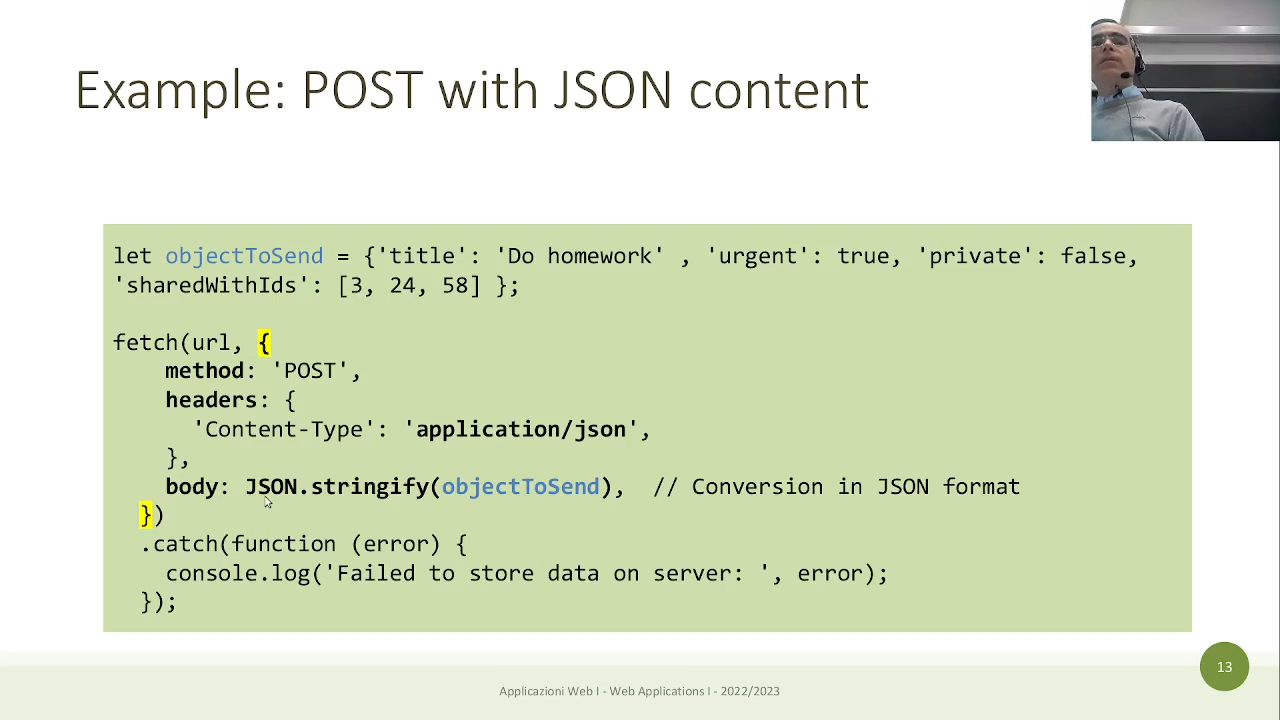 Example: POST with JSON content
let objectToSend = {'title': 'Do homework' , 'urgent': true, 'private': false,
'sharedWithIds': [3, 24, 58] };
fetch(url, {
method: 'POST',
headers: {
'Content-Type': 'application/json',
},
body: JSON.stringify(objectToSend), // Conversion in JSON format
})
.catch(function (error) {
console.log('Failed to store data on server: ', error);
});
13
Applicazioni Web I - Web Applications I - 2022/2023